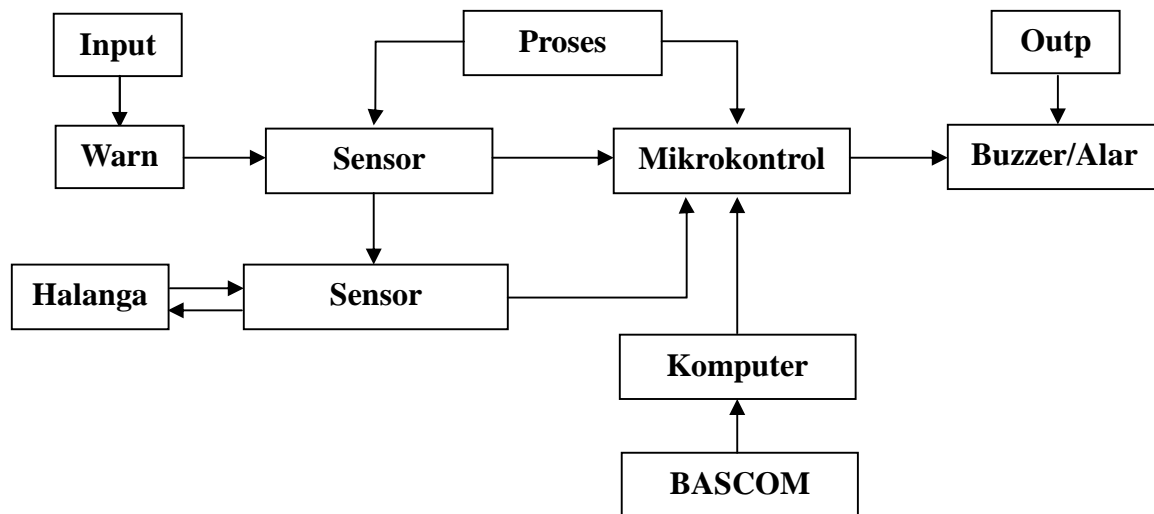 Input
Proses
Outp
Warn
Sensor
Mikrokontrol
Buzzer/Alar
Halanga
Sensor
Komputer
BASCOM